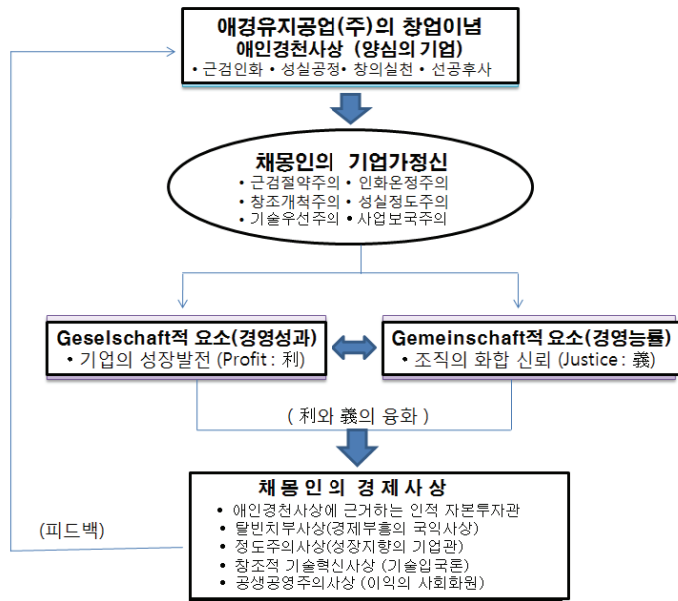 애경유지공업(주)의 창업이념
애인경천사상 (양심의 기업)
• 근검인화 • 성실공정• 창의실천 • 선공후사
채몽인의 기업가정신
• 근검절약주의 • 인화온정주의
• 창조개척주의 • 성실정도주의
• 기술우선주의 • 사업보국주의
Geselschaft적 요소(경영성과)
• 기업의 성장발전 (Profit : 利)
Gemeinschaft적 요소(경영능률)
• 조직의 화합 신뢰 (Justice : 義)
( 利와 義의 융화 )
채 몽 인 의 경 제 사 상
• 애인경천사상에 근거하는 인적 자본투자관
• 탈빈치부사상(경제부흥의 국익사상)
• 정도주의사상(성장지향의 기업관)
• 창조적 기술혁신사상 (기술입국론)
• 공생공영주의사상 (이익의 사회화원)
(피드백)